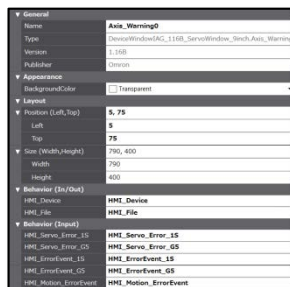 General
Name Axis_Warning0
Type DeviceWindowIAG_116B_ServoWindow_9inch.Axis_Warning
Version 1.16B
Publisher Omron
Appearance
BackgroundColor Transparent
Layout
Position (Left,Top) 5, 75
Left 5
Top 75
Size (Width,Height) 790, 400
Width 790
Height 400
Behavior (In/Out)
HMI_Device HMI_Device
HMI_File HMI_File
Behavior (Input)
HMI_Servo_Error_1S HMI_Servo_Error_1S
HMI_Servo_Error_G5 HMI_Servo_Error_G5
HMI_ErrorEvent_1S HMI_ErrorEvent_1S
HMI_ErrorEvent_G5 HMI_ErrorEvent_G5
HMI_Motion_ErrorEvent HMI_Motion_ErrorEvent